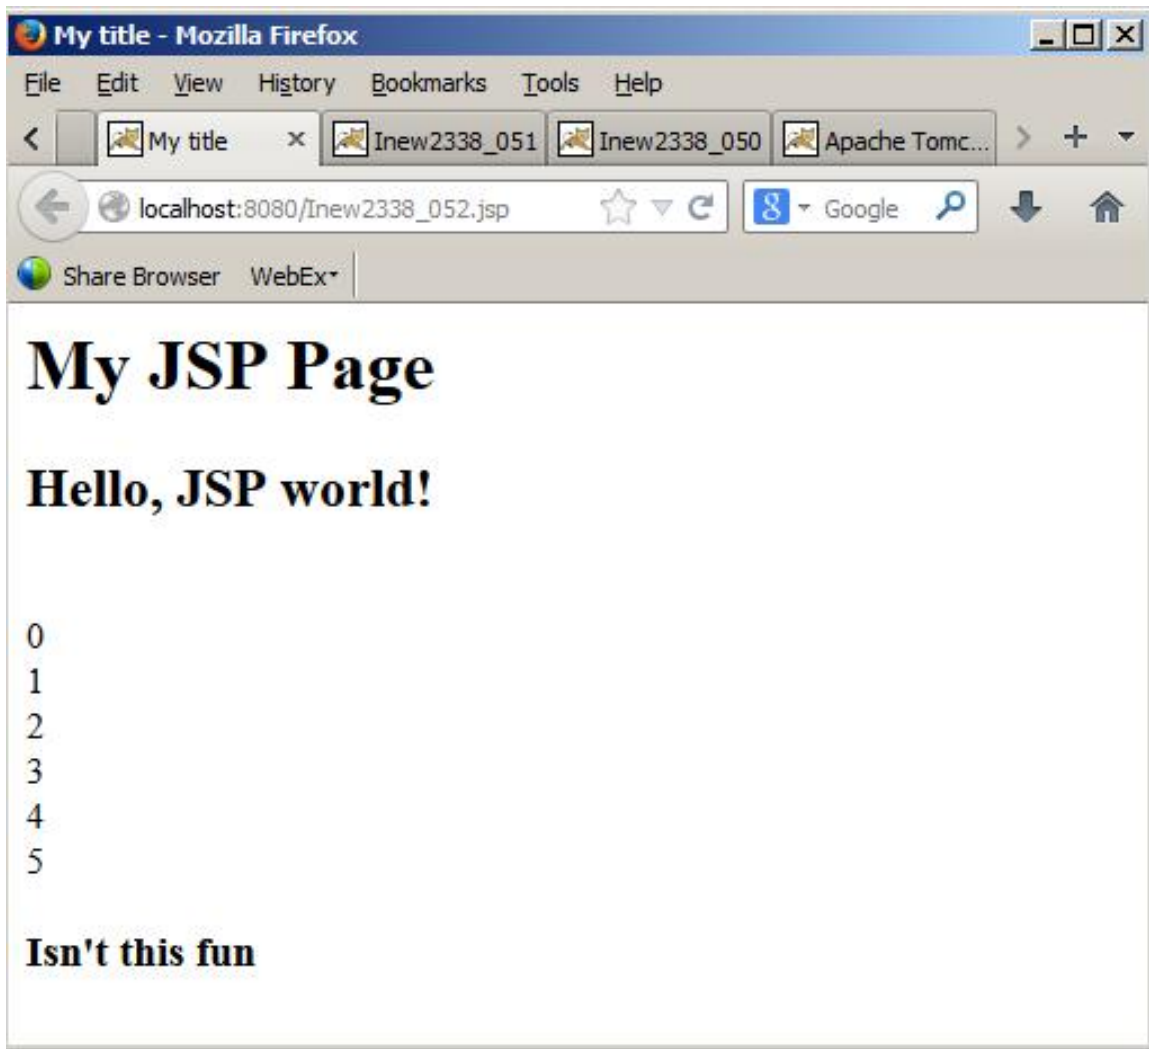 My title - Mozilla Firefox
File Edit View History Bookmarks Tools Help
My title Inew2338_051 Inew2338_050 Apache Tomc...
localhost:8080/Inew2338_052.jsp 8 Google
Share Browser WebEx
My JSP Page
Hello, JSP world!
0
1
2
3
4
5
Isn't this fun